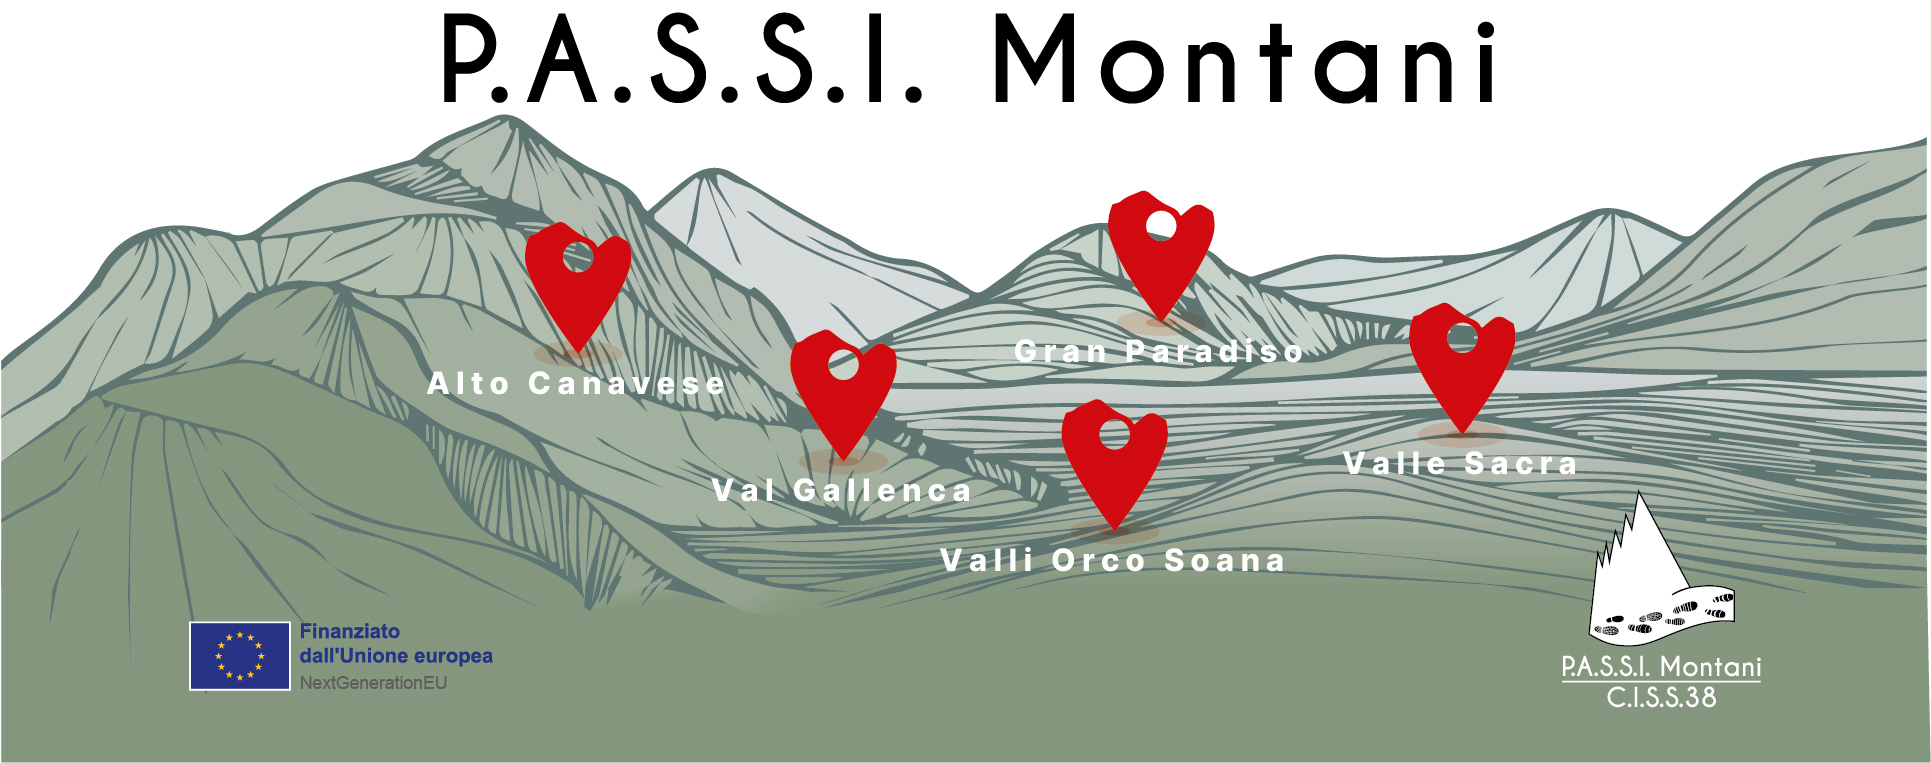 P.A.S.S.I. Montani
Gran Paradiso
Alto Canavese
Valle Sacra
Val Gallenca
Valli Orco Soana
Finanziato
dall'Unione europea
NextGenerationEU
P.A.S.S.I. Montani
C.I.S.S.38